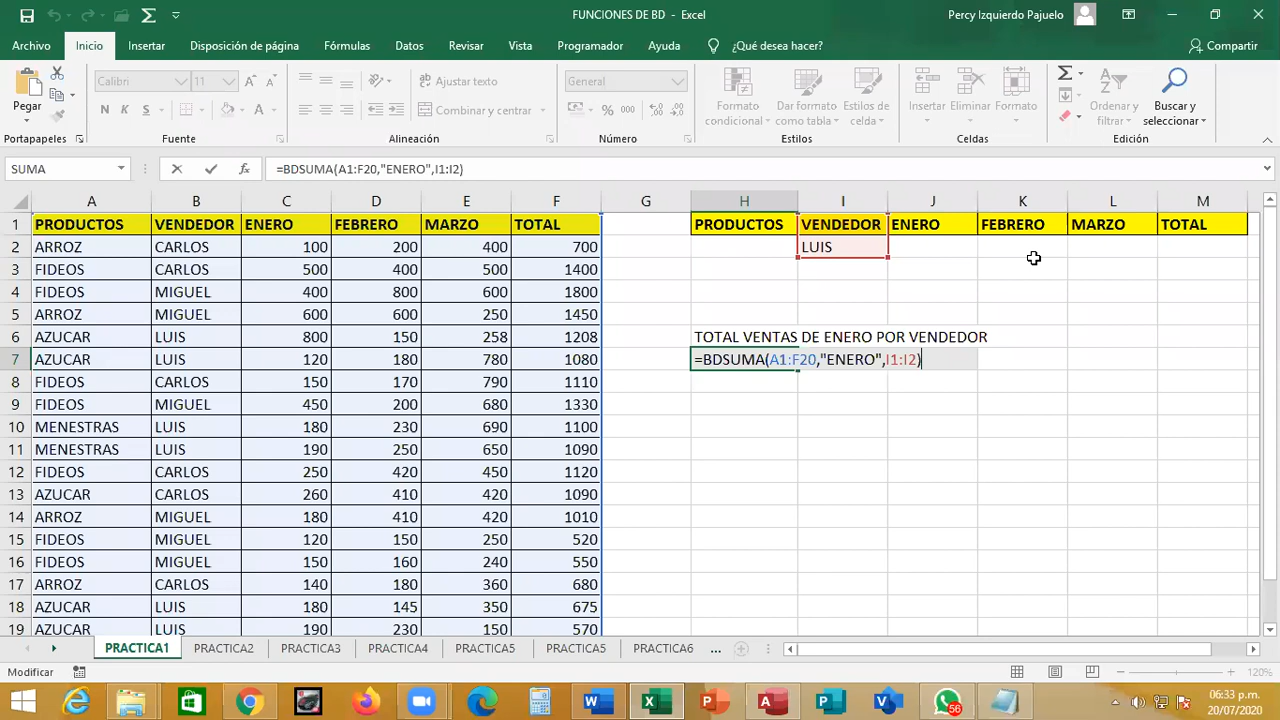 FUNCIONES DE BD - Excel
Percy Izquierdo Pajuelo
Archivo Inicio Insertar Disposición de página Fórmulas Datos Revisar Vista Programador Ayuda ¿Qué desea hacer? Compartir
Pegar
Calibri 11
N K S
Ajustar texto
Combinar y centrar
General
% 000
Formato condicional
Dar formato como tabla
Estilos de celda
Insertar Eliminar Formato
Ordenar y filtrar
Buscar y seleccionar
Portapapeles Fuente Alineación Número Estilos Celdas Edición
SUMA =BDSUMA(A1:F20,"ENERO",I1:I2)
A B C D E F G H I J K L M
1 PRODUCTOS VENDEDOR ENERO FEBRERO MARZO TOTAL PRODUCTOS VENDEDOR ENERO FEBRERO MARZO TOTAL
2 ARROZ CARLOS 100 200 400 700 LUIS
3 FIDEOS CARLOS 500 400 500 1400
4 FIDEOS MIGUEL 400 800 600 1800
5 ARROZ MIGUEL 600 600 250 1450
6 AZUCAR LUIS 800 150 258 1208 TOTAL VENTAS DE ENERO POR VENDEDOR
7 AZUCAR LUIS 120 180 780 1080 =BDSUMA(A1:F20,"ENERO",I1:I2)
8 FIDEOS CARLOS 150 170 790 1110
9 FIDEOS MIGUEL 450 200 680 1330
10 MENESTRAS LUIS 180 230 690 1100
11 MENESTRAS LUIS 190 250 650 1090
12 FIDEOS CARLOS 250 420 450 1120
13 AZUCAR CARLOS 260 410 420 1090
14 ARROZ MIGUEL 180 410 420 1010
15 FIDEOS MIGUEL 120 150 250 520
16 FIDEOS MIGUEL 150 160 240 550
17 ARROZ CARLOS 140 180 360 680
18 AZUCAR LUIS 180 145 350 675
19 AZUCAR LUIS 190 230 150 570
PRACTICA1 PRACTICA2 PRACTICA3 PRACTICA4 PRACTICA5 PRACTICA5 PRACTICA6 ...
Modificar 120%
56
06:33 p.m.
20/07/2020